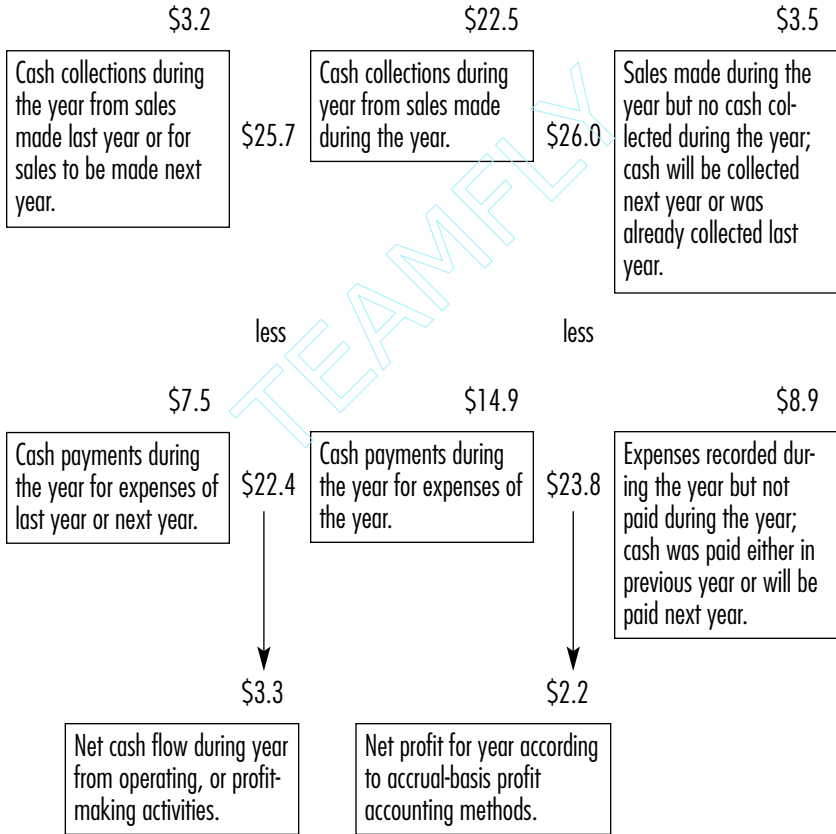 $3.2
$22.5
$3.5
Cash collections during
the year from sales
made last year or for
sales to be made next
year.
$25.7
Cash collections during
year from sales made
during the year.
$26.0
Sales made during the
year but no cash col-
lected during the year;
cash will be collected
next year or was
already collected last
year.
TEAMFLY
less
less
$7.5
$14.9
$8.9
Cash payments during
the year for expenses of
last year or next year.
$22.4
Cash payments during
the year for expenses of
the year.
$23.8
Expenses recorded dur-
ing the year but not
paid during the year;
cash was paid either in
previous year or will be
paid next year.
$3.3
$2.2
Net cash flow during year
from operating, or profit-
making activities.
Net profit for year according
to accrual-basis profit
accounting methods.